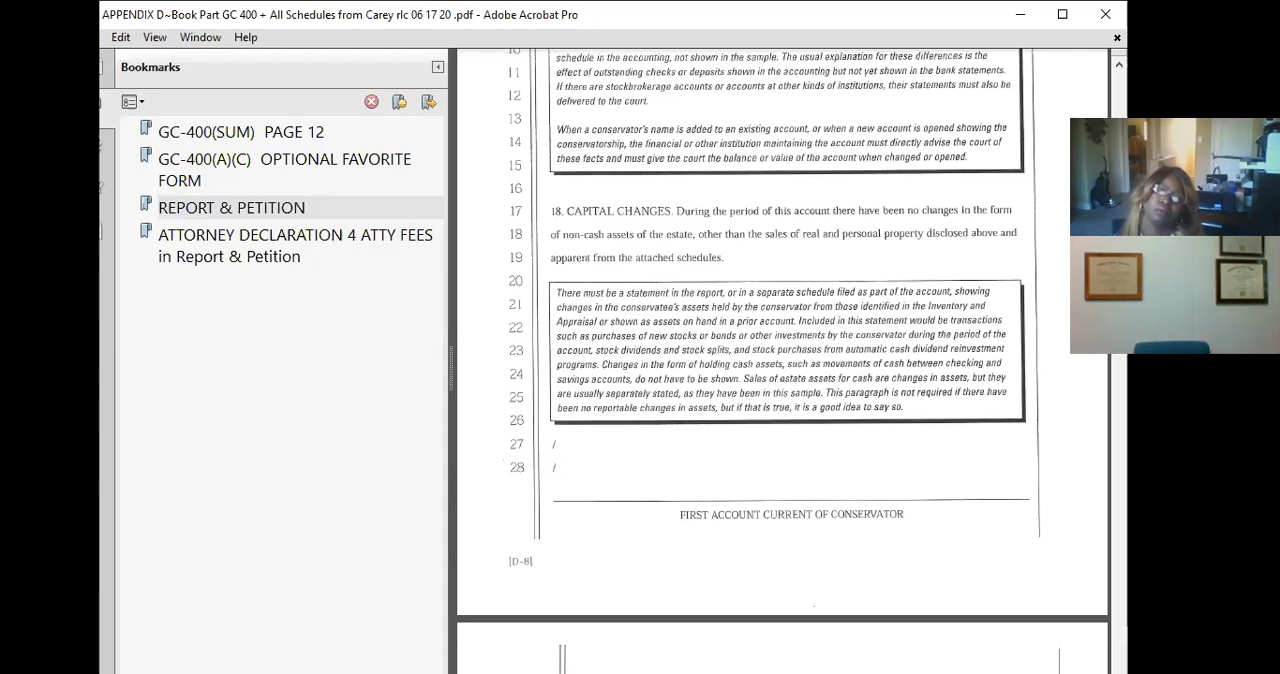 APPENDIX D~Book Part GC 400 + All Schedules from Carey rlc 06 17 20 .pdf - Adobe Acrobat Pro
Edit View Window Help
Bookmarks
GC-400(SUM) PAGE 12
GC-400(A)(C) OPTIONAL FAVORITE
FORM
REPORT & PETITION
ATTORNEY DECLARATION 4 ATTY FEES
in Report & Petition
10
schedule in the accounting, not shown in the sample. The usual explanation for these differences is the
11
effect of outstanding checks or deposits shown in the accounting but not yet shown in the bank statements.
If there are stockbrokerage accounts or accounts at other kinds of institutions, their statements must also be
12
delivered to the court.
13
When a conservator's name is added to an existing account, or when a new account is opened showing the
14
conservatorship, the financial or other institution maintaining the account must directly advise the court of
15
these facts and must give the court the balance or value of the account when changed or opened.
16
17 18. CAPITAL CHANGES. During the period of this account there have been no changes in the form
18 of non-cash assets of the estate, other than the sales of real and personal property disclosed above and
19 apparent from the attached schedules.
20
There must be a statement in the report, or in a separate schedule filed as part of the account, showing
21
changes in the conservatee's assets held by the conservator from those identified in the Inventory and
Appraisal or shown as assets on hand in a prior account. Included in this statement would be transactions
22
such as purchases of new stocks or bonds or other investments by the conservator during the period of the
23
account, stock dividends and stock splits, and stock purchases from automatic cash dividend reinvestment
programs. Changes in the form of holding cash assets, such as movements of cash between checking and
24
savings accounts, do not have to be shown. Sales of estate assets for cash are changes in assets, but they
25
are usually separately stated, as they have been in this sample. This paragraph is not required if there have
been no reportable changes in assets, but if that is true, it is a good idea to say so.
26
27 /
28 /
FIRST ACCOUNT CURRENT OF CONSERVATOR
[D-8]